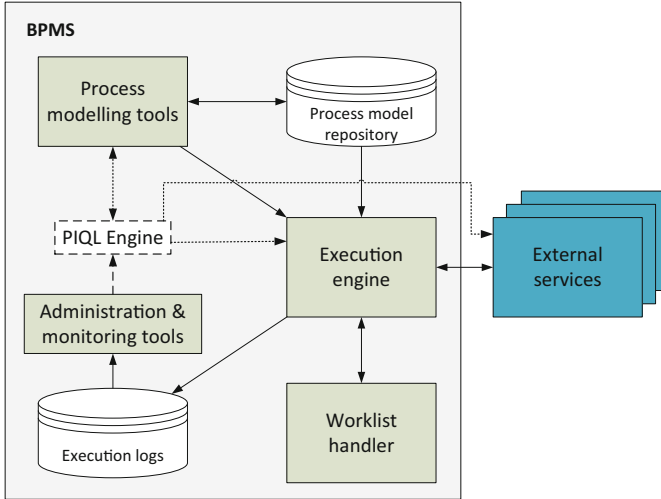 BPMS
Process
modelling tools
Process model
repository
PIQL Engine
Execution
engine
External
services
Administration &
monitoring tools
Worklist
handler
Execution logs